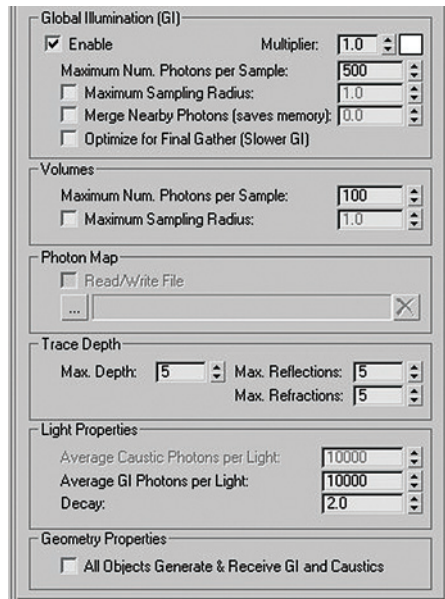 Global Illumination (GI)
Enable Multiplier: 1.0
Maximum Num. Photons per Sample: 500
Maximum Sampling Radius: 1.0
Merge Nearby Photons (saves memory): 0.0
Optimize for Final Gather (Slower GI)
Volumes
Maximum Num. Photons per Sample: 100
Maximum Sampling Radius: 1.0
Photon Map
Read/Write File
...
Trace Depth
Max. Depth: 5 Max. Reflections: 5
Max. Refractions: 5
Light Properties
Average Caustic Photons per Light: 10000
Average GI Photons per Light: 10000
Decay: 2.0
Geometry Properties
All Objects Generate & Receive GI and Caustics